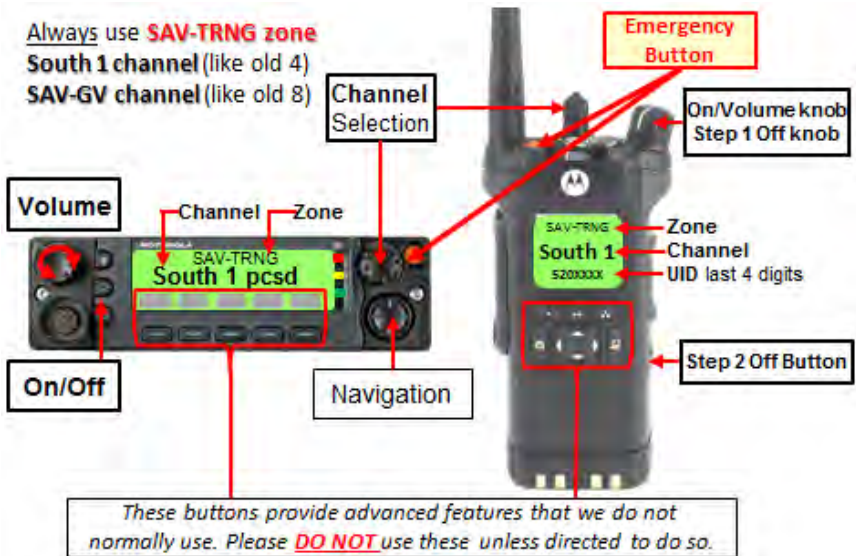 Always use SAV-TRNG zone
South 1 channel (like old 4)
SAV-GV channel (like old 8)
Channel
Selection
Emergency
Button
On/Volume knob
Step 1 Off knob
Volume
Channel
Zone
MOTOROLA
SAV-TRNG
South 1 pcsd
SAV-TRNG
South 1
520XXXX
Zone
Channel
UID last 4 digits
On/Off
Navigation
Step 2 Off Button
These buttons provide advanced features that we do not
normally use. Please DO NOT use these unless directed to do so.